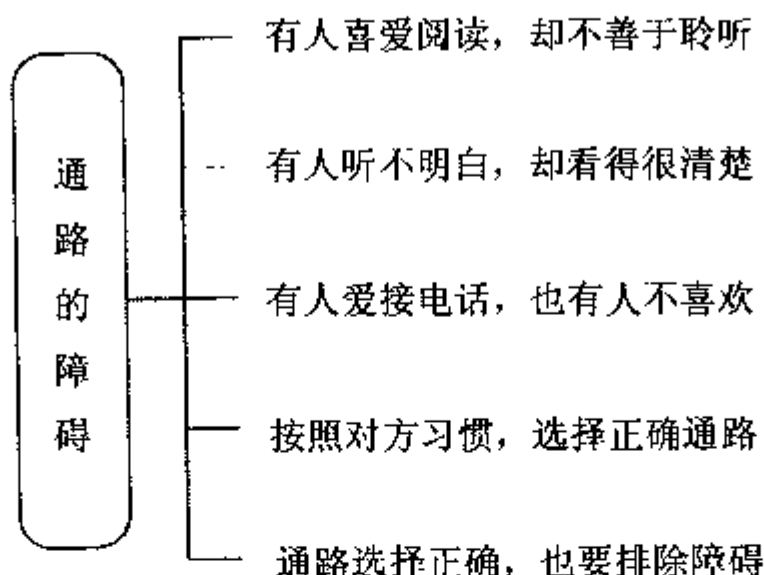 通路的障碍
有人喜爱阅读，却不善于聆听
有人听不明白，却看得很清楚
有人爱接电话，也有人不喜欢
按照对方习惯，选择正确通路
通路选择正确，也要排除障碍